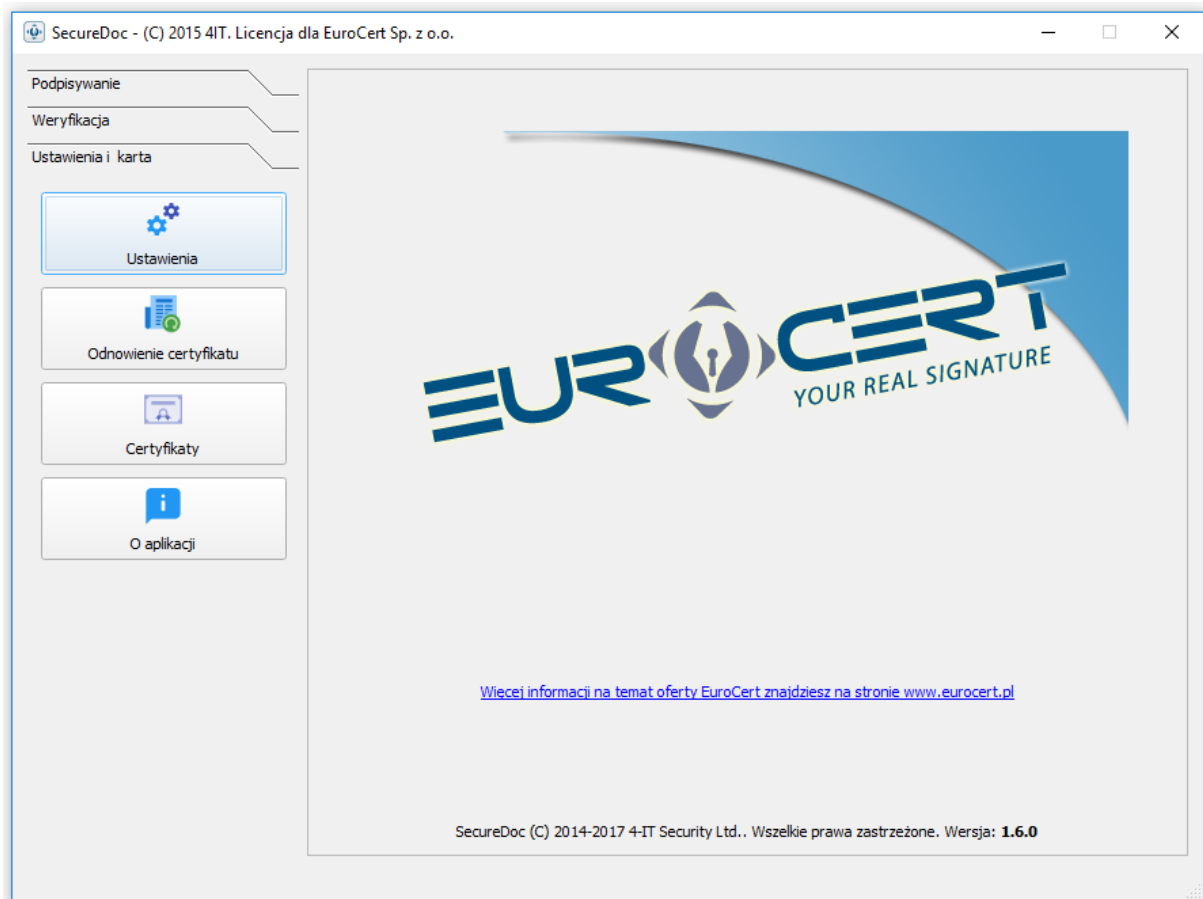 SecureDoc - (C) 2015 4IT. Licencja dla EuroCert Sp. z o.o.
Podpisywanie
Weryfikacja
Ustawienia i karta
Ustawienia
Odnowienie certyfikatu
Certyfikaty
O aplikacji
EUROCERT
YOUR REAL SIGNATURE
Więcej informacji na temat oferty EuroCert znajdziesz na stronie www.eurocert.pl
SecureDoc (C) 2014-2017 4-IT Security Ltd.. Wszelkie prawa zastrzeżone. Wersja: 1.6.0